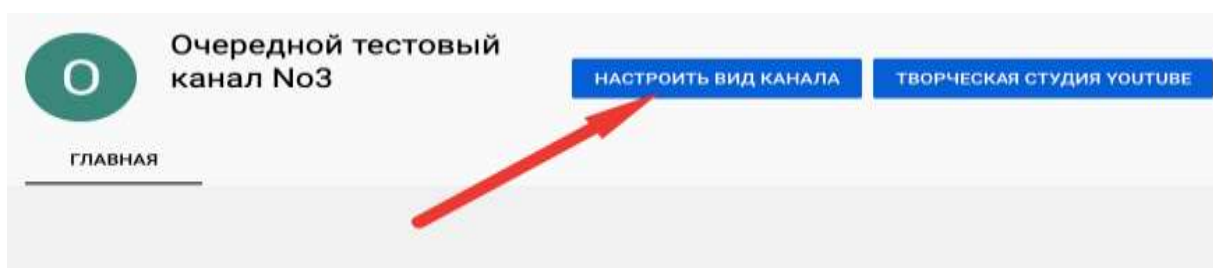 О
Очередной тестовый
канал No3
НАСТРОИТЬ ВИД КАНАЛА
ТВОРЧЕСКАЯ СТУДИЯ YOUTUBE
ГЛАВНАЯ